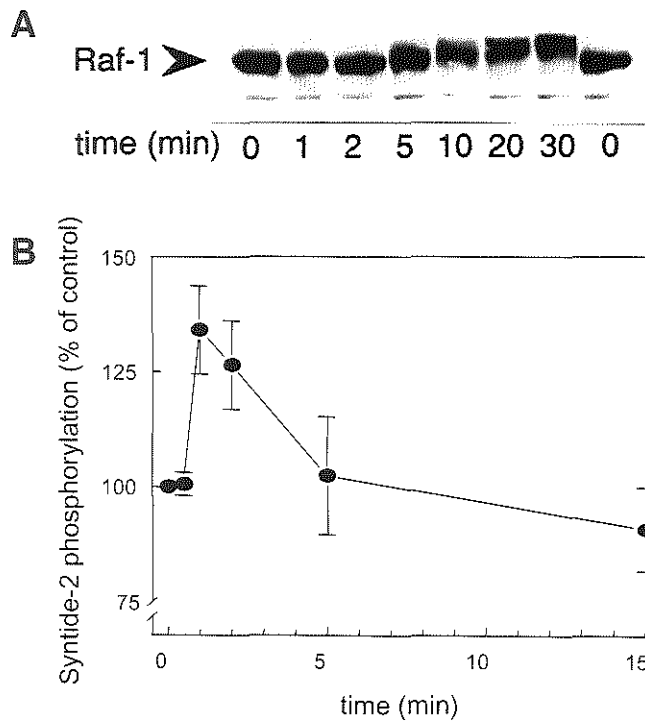 A
Raf-1
time (min) 0 1 2 5 10 20 30 0
B
Syntide-2 phosphorylation (% of control)
150
125
100
75
0 5 10 15
time (min)